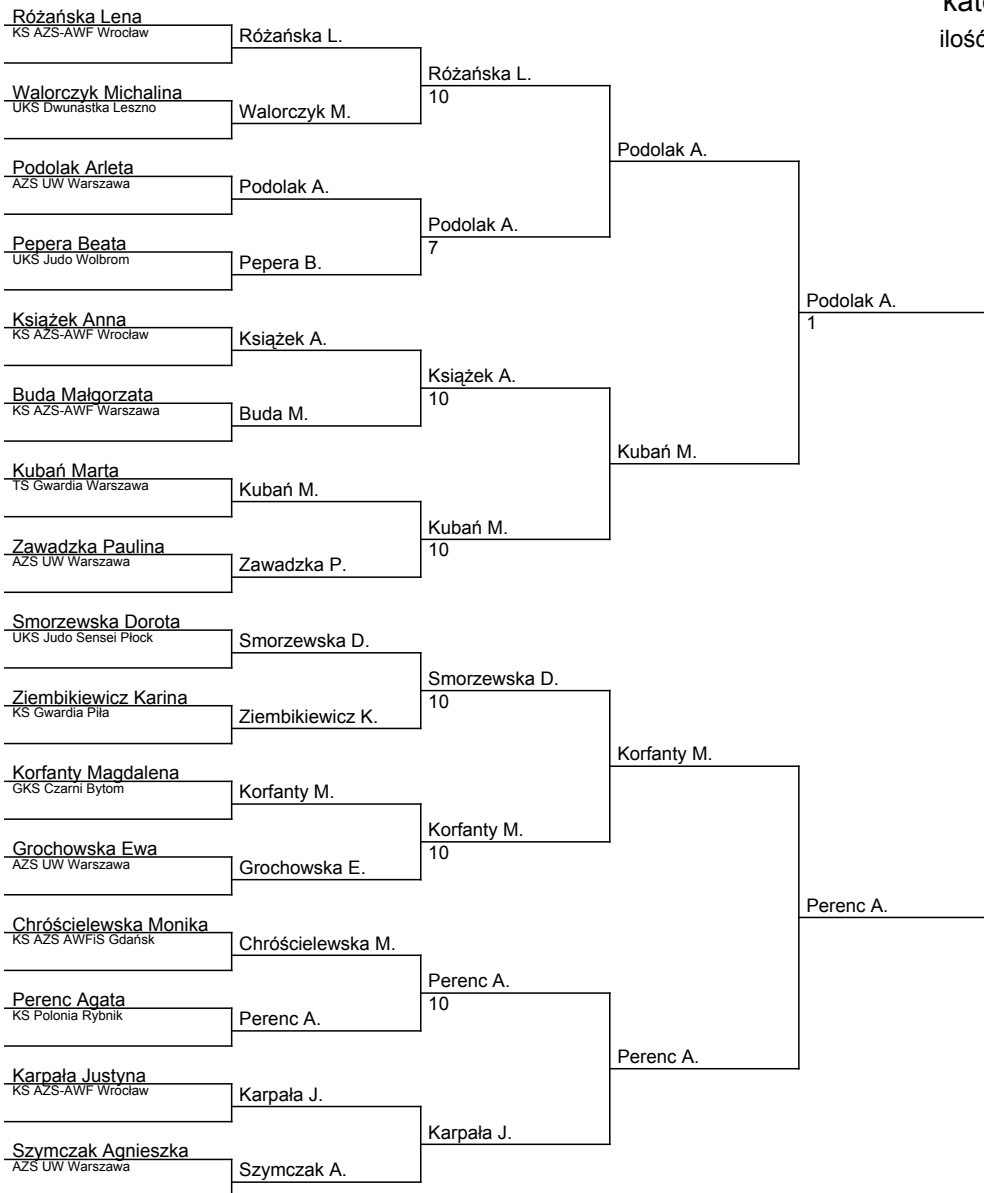 kat
ilość
Różańska Lena
KS AZS-AWF Wrocław
Walorczyk Michalina
UKS Dwunastka Leszno
Podolak Arleta
AZS UW Warszawa
Pepera Beata
UKS Judo Wolbrom
Książek Anna
KS AZS-AWF Wrocław
Buda Małgorzata
KS AZS-AWF Warszawa
Kubań Marta
TS Gwardia Warszawa
Zawadzka Paulina
AZS UW Warszawa
Smorzewska Dorota
UKS Judo Sensei Płock
Ziembikiewicz Karina
KS Gwardia Piła
Korfanty Magdalena
GKS Czarni Bytom
Grochowska Ewa
AZS UW Warszawa
Chróścielewska Monika
KS AZS AWFiS Gdańsk
Perenc Agata
KS Polonia Rybnik
Karpała Justyna
KS AZS-AWF Wrocław
Szymczak Agnieszka
AZS UW Warszawa
Różańska L.
Walorczyk M.
Podolak A.
Pepera B.
Książek A.
Buda M.
Kubań M.
Zawadzka P.
Smorzewska D.
Ziembikiewicz K.
Korfanty M.
Grochowska E.
Chróścielewska M.
Perenc A.
Karpała J.
Szymczak A.
Różańska L.
10
Podolak A.
7
Książek A.
10
Kubań M.
10
Smorzewska D.
10
Korfanty M.
10
Perenc A.
10
Karpała J.
Podolak A.
Kubań M.
Korfanty M.
Perenc A.
Podolak A.
1
Perenc A.